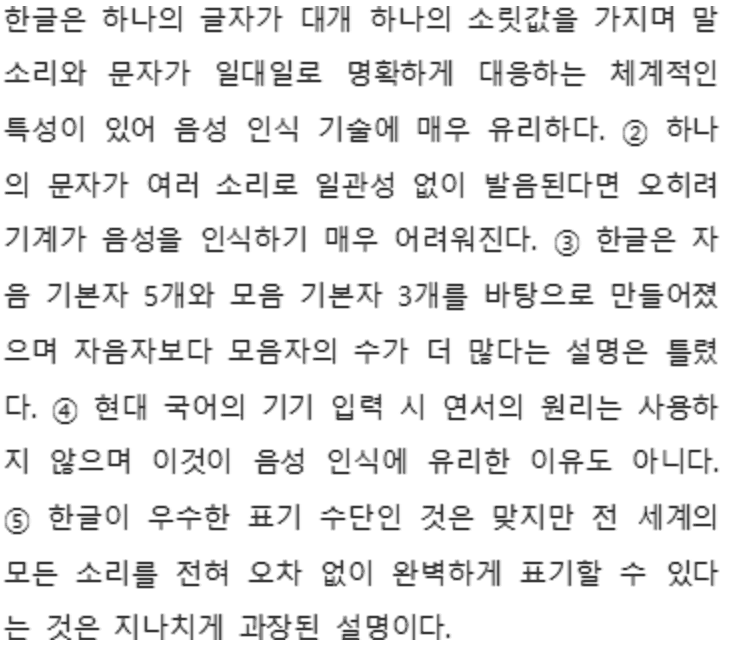 한글은 하나의 글자가 대개 하나의 소릿값을 가지며 말
소리와 문자가 일대일로 명확하게 대응하는 체계적인
특성이 있어 음성 인식 기술에 매우 유리하다. ② 하나
의 문자가 여러 소리로 일관성 없이 발음된다면 오히려
기계가 음성을 인식하기 매우 어려워진다. ③ 한글은 자
음 기본자 5개와 모음 기본자 3개를 바탕으로 만들어졌
으며 자음자보다 모음자의 수가 더 많다는 설명은 틀렸
다. ④ 현대 국어의 기기 입력 시 연서의 원리는 사용하
지 않으며 이것이 음성 인식에 유리한 이유도 아니다.
⑤ 한글이 우수한 표기 수단인 것은 맞지만 전 세계의
모든 소리를 전혀 오차 없이 완벽하게 표기할 수 있다
는 것은 지나치게 과장된 설명이다.